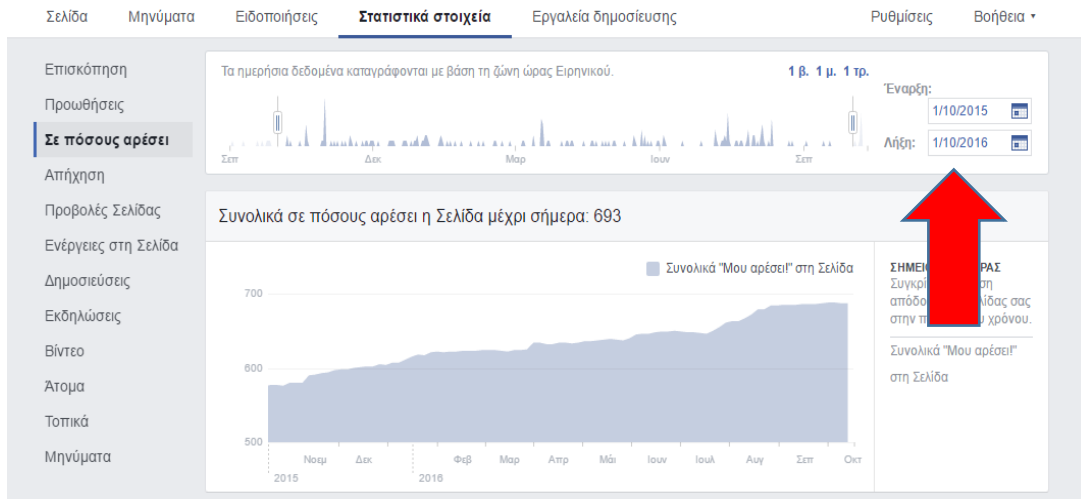 Σελίδα Μηνύματα Ειδοποιήσεις Στατιστικά στοιχεία Εργαλεία δημοσίευσης Ρυθμίσεις Βοήθεια
Επισκόπηση
Προωθήσεις
Σε πόσους αρέσει
Απήχηση
Προβολές Σελίδας
Ενέργειες στη Σελίδα
Δημοσιεύσεις
Εκδηλώσεις
Βίντεο
Άτομα
Τοπικά
Μηνύματα
Τα ημερήσια δεδομένα καταγράφονται με βάση τη ζώνη ώρας Ειρηνικού.
1 β. 1 μ. 1 τρ.
Έναρξη:
1/10/2015
Λήξη: 1/10/2016
Σεπ Δεκ Μαρ Ιουν Σεπ
Συνολικά σε πόσους αρέσει η Σελίδα μέχρι σήμερα: 693
Συνολικά "Μου αρέσει!" στη Σελίδα
700
600
500
Νοεμ Δεκ Φεβ Μαρ Απρ Μάι Ιουν Ιουλ Αυγ Σεπ Οκτ
2015 2016
σας
στην χρόνου.
Συνολικά "Μου αρέσει!"
στη Σελίδα